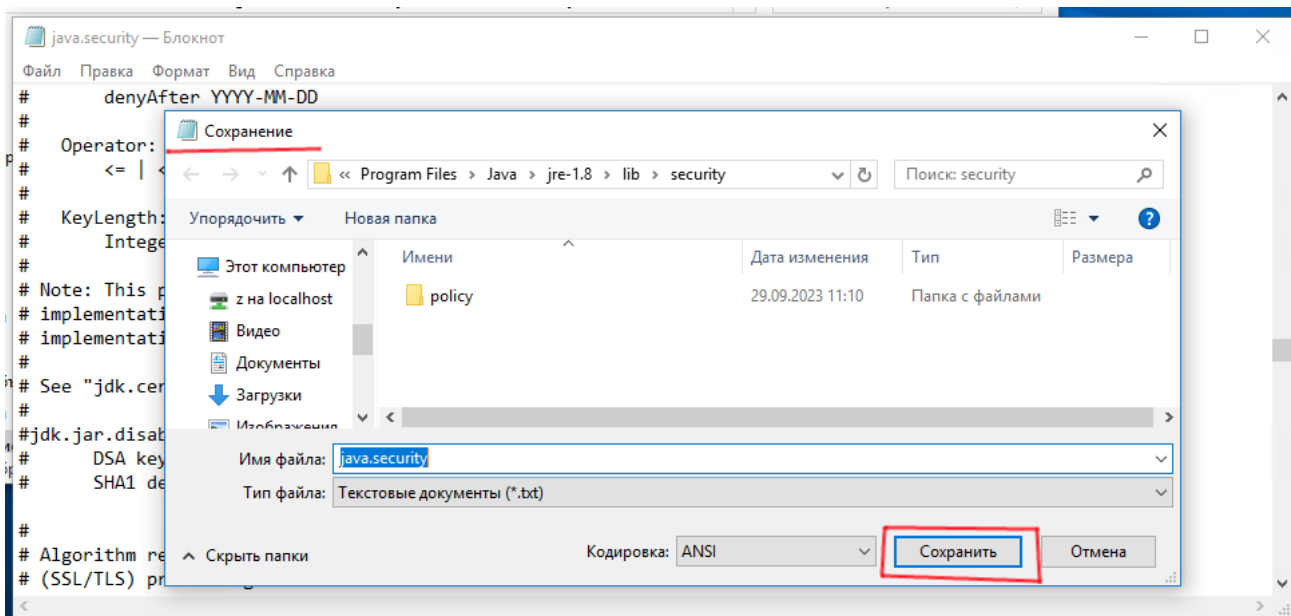 java.security — Блокнот
Файл Правка Формат Вид Справка
# denyAfter YYYY-MM-DD
#
# Operator:
# <= | <
#
# KeyLength:
# Intege
#
# Note: This p
# implementati
# implementati
#
# See "jdk.cer
#
#jdk.jar.disab
# DSA key
# SHA1 de
#
# Algorithm re
# (SSL/TLS) pr
Сохранение
« Program Files > Java > jre-1.8 > lib > security
Поиск: security
Упорядочить
Новая папка
Этот компьютер
z на localhost
Видео
Документы
Загрузки
Изображения
Имени
Дата изменения
Тип
Размера
policy
29.09.2023 11:10
Папка с файлами
Имя файла: java.security
Тип файла: Текстовые документы (*.txt)
Скрыть папки
Кодировка: ANSI
Сохранить
Отмена